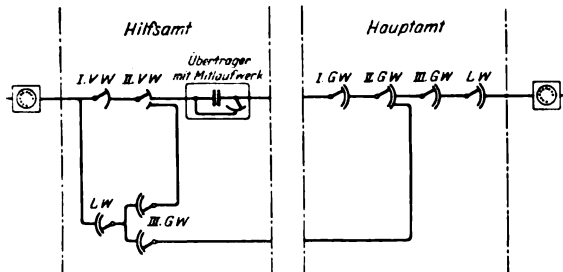 Hilfsamt
Hauptamt
Übertrager
mit Mitlaufwerk
I.VW II.VW
I.GW II.GW III.GW LW
LW
III.GW